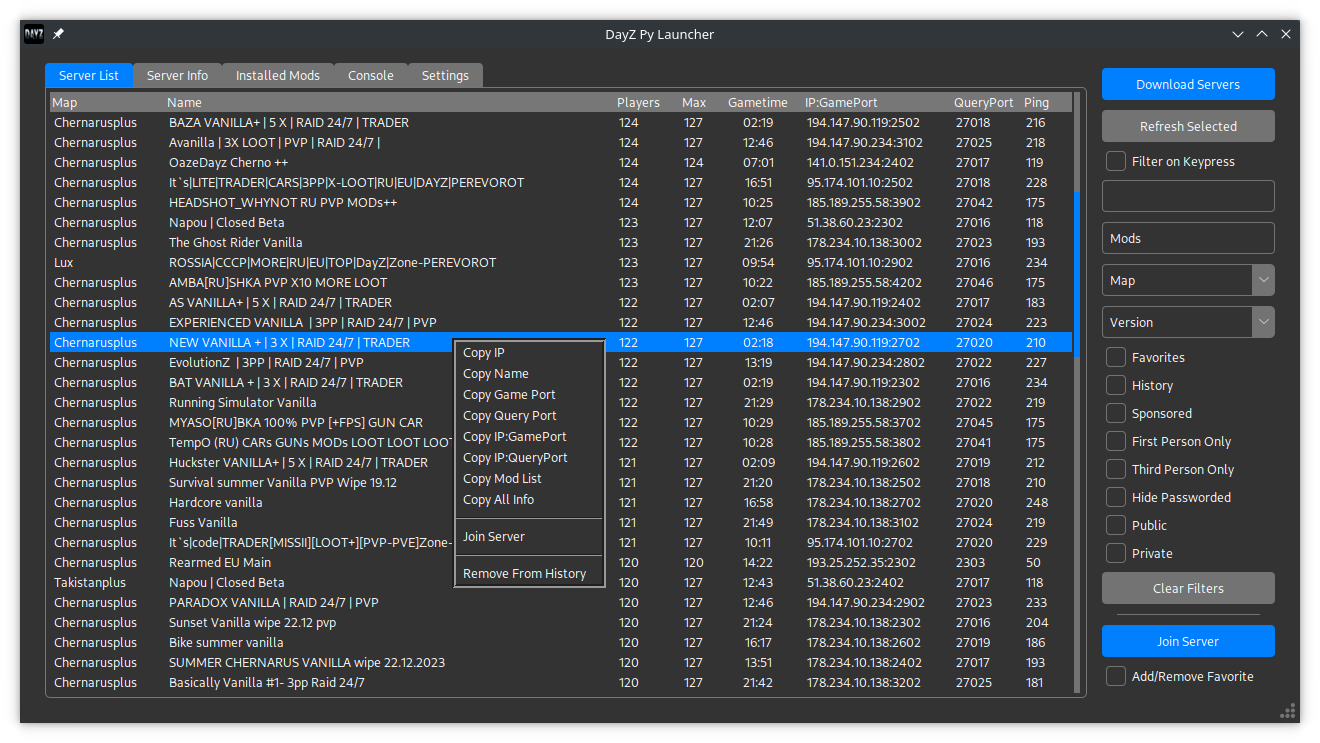 DAYZ DayZ Py Launcher
Server List Server Info Installed Mods Console Settings
Map Name Players Max Gametime IP:GamePort QueryPort Ping
Chernarusplus BAZA VANILLA+ | 5 X | RAID 24/7 | TRADER 124 127 02:19 194.147.90.119:2502 27018 216
Chernarusplus Avanilla | 3X LOOT | PVP | RAID 24/7 | 124 127 12:46 194.147.90.234:3102 27025 218
Chernarusplus OazeDayz Cherno ++ 124 124 07:01 141.0.151.234:2402 27017 119
Chernarusplus It`s|LITE|TRADER|CARS|3PP|X-LOOT|RU|EU|DAYZ|PEREVOROT 124 127 16:51 95.174.101.10:2502 27018 228
Chernarusplus HEADSHOT_WHYNOT RU PVP MODs++ 124 127 10:25 185.189.255.58:3902 27042 175
Chernarusplus Napou | Closed Beta 123 127 12:07 51.38.60.23:2302 27016 118
Chernarusplus The Ghost Rider Vanilla 123 127 21:26 178.234.10.138:3002 27023 193
Lux ROSSIA|CCCP|MORE|RU|EU|TOP|DayZ|Zone-PEREVOROT 123 127 09:54 95.174.101.10:2902 27016 234
Chernarusplus AMBA[RU]SHKA PVP X10 MORE LOOT 123 127 10:22 185.189.255.58:4202 27046 175
Chernarusplus AS VANILLA+ | 5 X | RAID 24/7 | TRADER 122 127 02:07 194.147.90.119:2402 27017 183
Chernarusplus EXPERIENCED VANILLA | 3PP | RAID 24/7 | PVP 122 127 12:46 194.147.90.234:3002 27024 223
Chernarusplus NEW VANILLA + | 3 X | RAID 24/7 | TRADER 122 127 02:18 194.147.90.119:2702 27020 210
Chernarusplus EvolutionZ | 3PP | RAID 24/7 | PVP 122 127 13:19 194.147.90.234:2802 27022 227
Chernarusplus BAT VANILLA + | 3 X | RAID 24/7 | TRADER 122 127 02:19 194.147.90.119:2302 27016 234
Chernarusplus Running Simulator Vanilla 122 127 21:29 178.234.10.138:2902 27022 219
Chernarusplus MYASO[RU]BKA 100% PVP [+FPS] GUN CAR 122 127 10:29 185.189.255.58:3702 27045 175
Chernarusplus TempO (RU) CARs GUNs MODs LOOT LOOT LOOT 122 127 10:28 185.189.255.58:3802 27041 175
Chernarusplus Huckster VANILLA+ | 5 X | RAID 24/7 | TRADER 121 127 02:09 194.147.90.119:2602 27019 212
Chernarusplus Survival summer Vanilla PVP Wipe 19.12 121 127 21:20 178.234.10.138:2502 27018 210
Chernarusplus Hardcore vanilla 121 127 16:58 178.234.10.138:2702 27020 248
Chernarusplus Fuss Vanilla 121 127 21:49 178.234.10.138:3102 27024 219
Chernarusplus It`s|code|TRADER[MISSII][LOOT+][PVP-PVE]Zone- 121 127 10:11 95.174.101.10:2702 27020 229
Chernarusplus Rearmed EU Main 120 120 14:22 193.25.252.35:2302 2303 50
Takistanplus Napou | Closed Beta 120 127 12:43 51.38.60.23:2402 27017 118
Chernarusplus PARADOX VANILLA | RAID 24/7 | PVP 120 127 12:46 194.147.90.234:2902 27023 233
Chernarusplus Sunset Vanilla wipe 22.12 pvp 120 127 21:24 178.234.10.138:2302 27016 204
Chernarusplus Bike summer vanilla 120 127 16:17 178.234.10.138:2602 27019 186
Chernarusplus SUMMER CHERNARUS VANILLA wipe 22.12.2023 120 127 13:51 178.234.10.138:2402 27017 193
Chernarusplus Basically Vanilla #1- 3pp Raid 24/7 120 127 21:42 178.234.10.138:3202 27025 181
Copy IP
Copy Name
Copy Game Port
Copy Query Port
Copy IP:GamePort
Copy IP:QueryPort
Copy Mod List
Copy All Info
Join Server
Remove From History
Download Servers
Refresh Selected
Filter on Keypress
Mods
Map
Version
Favorites
History
Sponsored
First Person Only
Third Person Only
Hide Passworded
Public
Private
Clear Filters
Join Server
Add/Remove Favorite